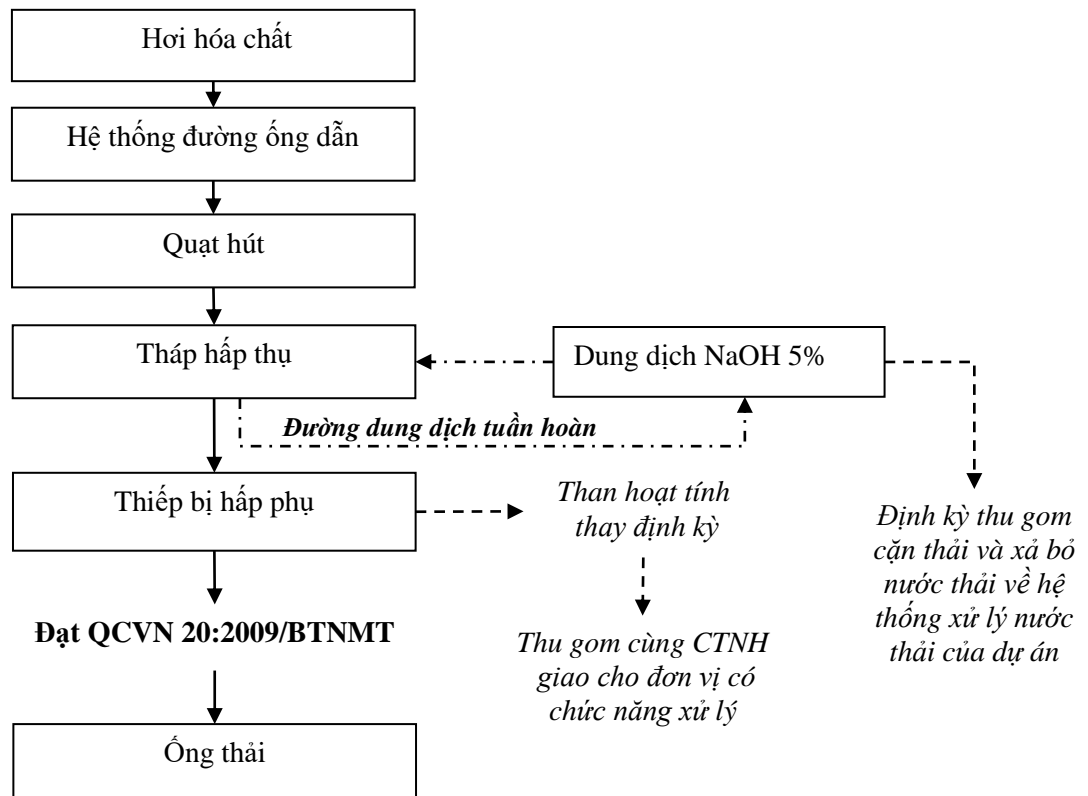 Hơi hóa chất
Hệ thống đường ống dẫn
Quạt hút
Tháp hấp thụ
Dung dịch NaOH 5%
Đường dung dịch tuần hoàn
Thiếp bị hấp phụ
Than hoạt tính
thay định kỳ
Định kỳ thu gom
cặn thải và xả bỏ
nước thải về hệ
thống xử lý nước
thải của dự án
Đạt QCVN 20:2009/BTNMT
Thu gom cùng CTNH
giao cho đơn vị có
chức năng xử lý
Ống thải